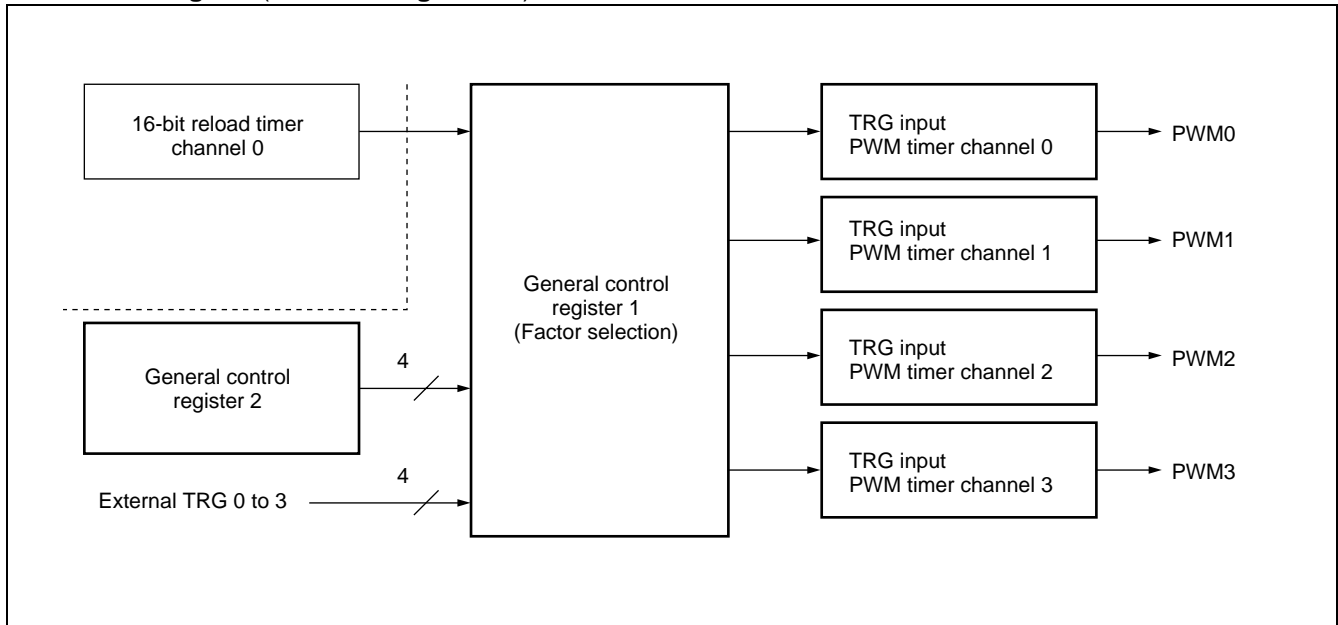 16-bit reload timer
channel 0
General control
register 2
4
External TRG 0 to 3
4
General control
register 1
(Factor selection)
TRG input
PWM timer channel 0
PWM0
TRG input
PWM timer channel 1
PWM1
TRG input
PWM timer channel 2
PWM2
TRG input
PWM timer channel 3
PWM3